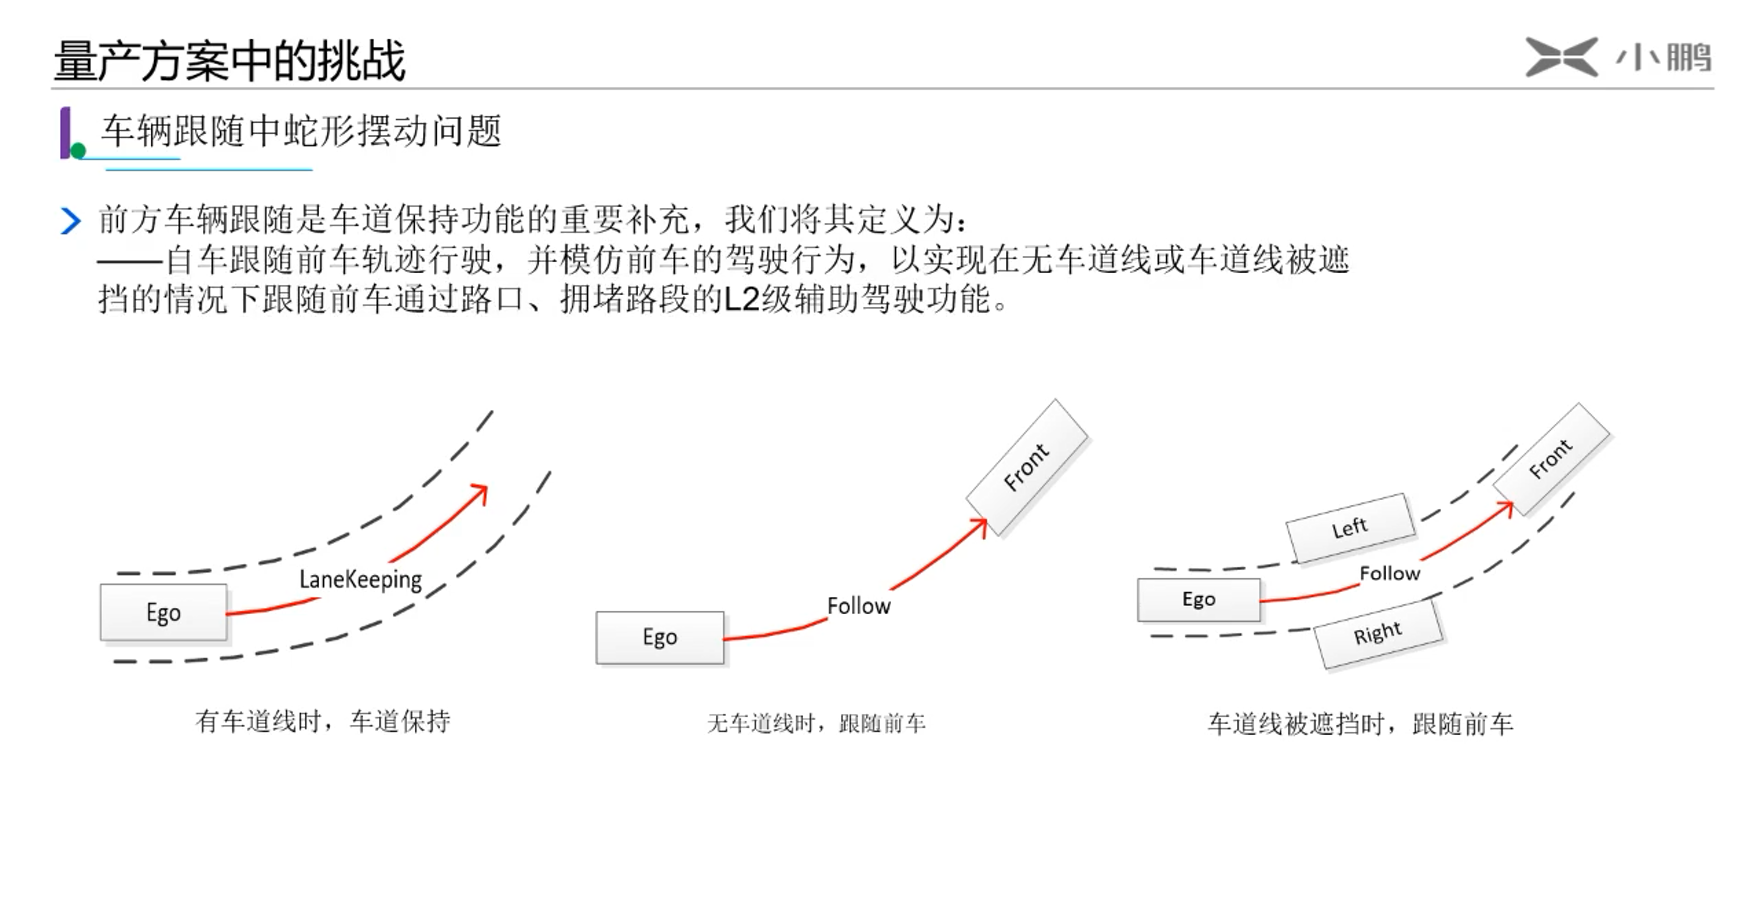 量产方案中的挑战
小鹏
车辆跟随中蛇形摆动问题
前方车辆跟随是车道保持功能的重要补充，我们将其定义为：
——自车跟随前车轨迹行驶，并模仿前车的驾驶行为，以实现在无车道线或车道线被遮
挡的情况下跟随前车通过路口、拥堵路段的L2级辅助驾驶功能。
LaneKeeping
Ego
有车道线时，车道保持
Front
Follow
Ego
无车道线时，跟随前车
Front
Left
Follow
Ego
Right
车道线被遮挡时，跟随前车